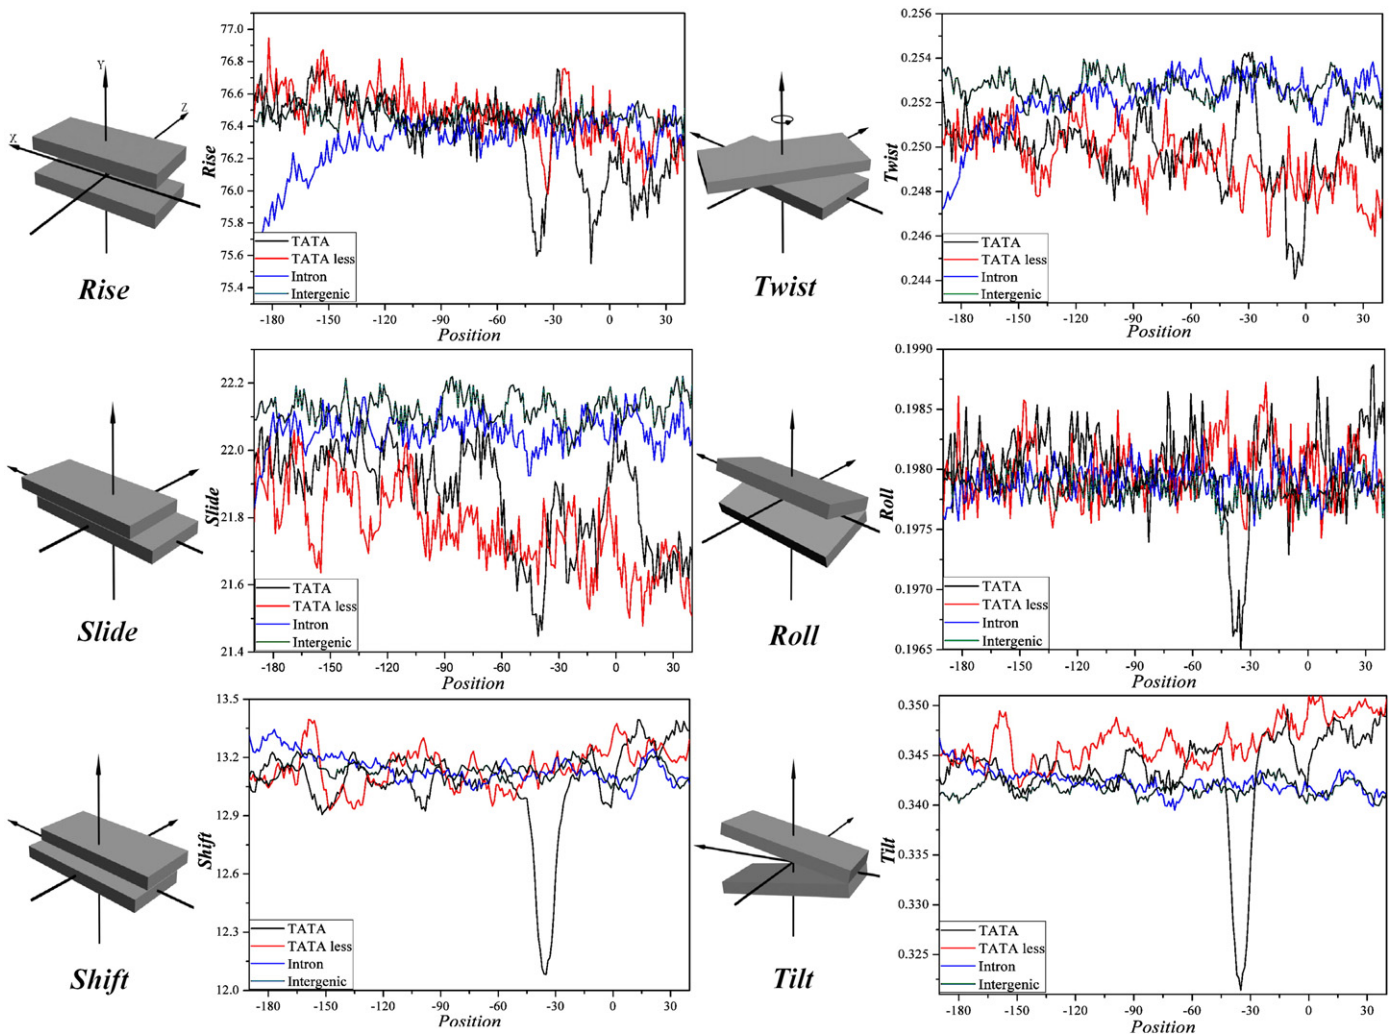 Y
Z
X
Rise
Rise
77.0
76.8
76.6
76.4
76.2
76.0
75.8
75.6
75.4
TATA
TATA less
Intron
Intergenic
-180 -150 -120 -90 -60 -30 0 30
Position
Twist
Twist
0.256
0.254
0.252
0.250
0.248
0.246
0.244
TATA
TATA less
Intron
Intergenic
-180 -150 -120 -90 -60 -30 0 30
Position
Slide
Slide
22.2
22.0
21.8
21.6
21.4
TATA
TATA less
Intron
Intergenic
-180 -150 -120 -90 -60 -30 0 30
Position
Roll
Roll
0.1990
0.1985
0.1980
0.1975
0.1970
0.1965
TATA
TATA less
Intron
Intergenic
-180 -150 -120 -90 -60 -30 0 30
Position
Shift
Shift
13.5
13.2
12.9
12.6
12.3
12.0
TATA
TATA less
Intron
Intergenic
-180 -150 -120 -90 -60 -30 0 30
Position
Tilt
Tilt
0.350
0.345
0.340
0.335
0.330
0.325
TATA
TATA less
Intron
Intergenic
-180 -150 -120 -90 -60 -30 0 30
Position